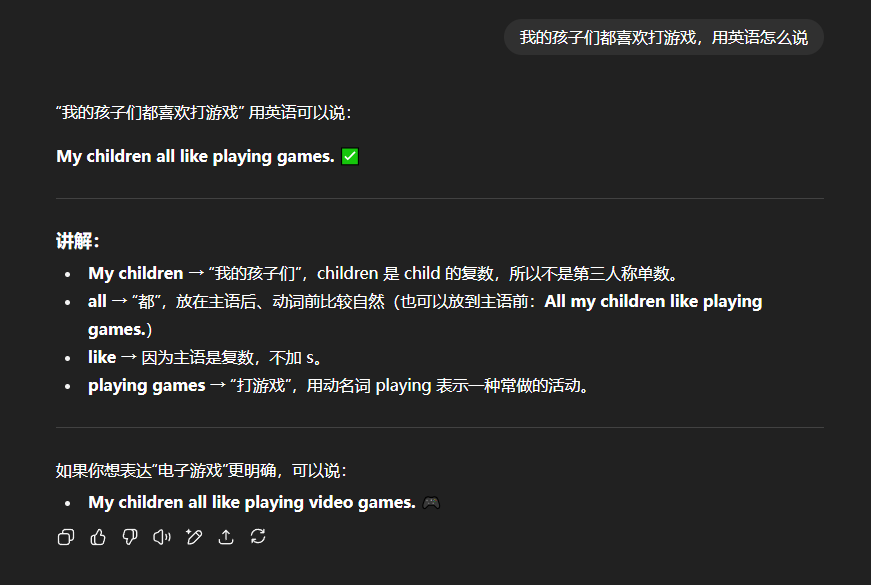 我的孩子们都喜欢打游戏，用英语怎么说
“我的孩子们都喜欢打游戏” 用英语可以说：
My children all like playing games. ✅
讲解：
• My children → “我的孩子们”，children 是 child 的复数，所以不是第三人称单数。
• all → “都”，放在主语后、动词前比较自然（也可以放到主语前：All my children like playing
games.）
• like → 因为主语是复数，不加 s。
• playing games → “打游戏”，用动名词 playing 表示一种常做的活动。
如果你想表达“电子游戏”更明确，可以说：
• My children all like playing video games. 🎮